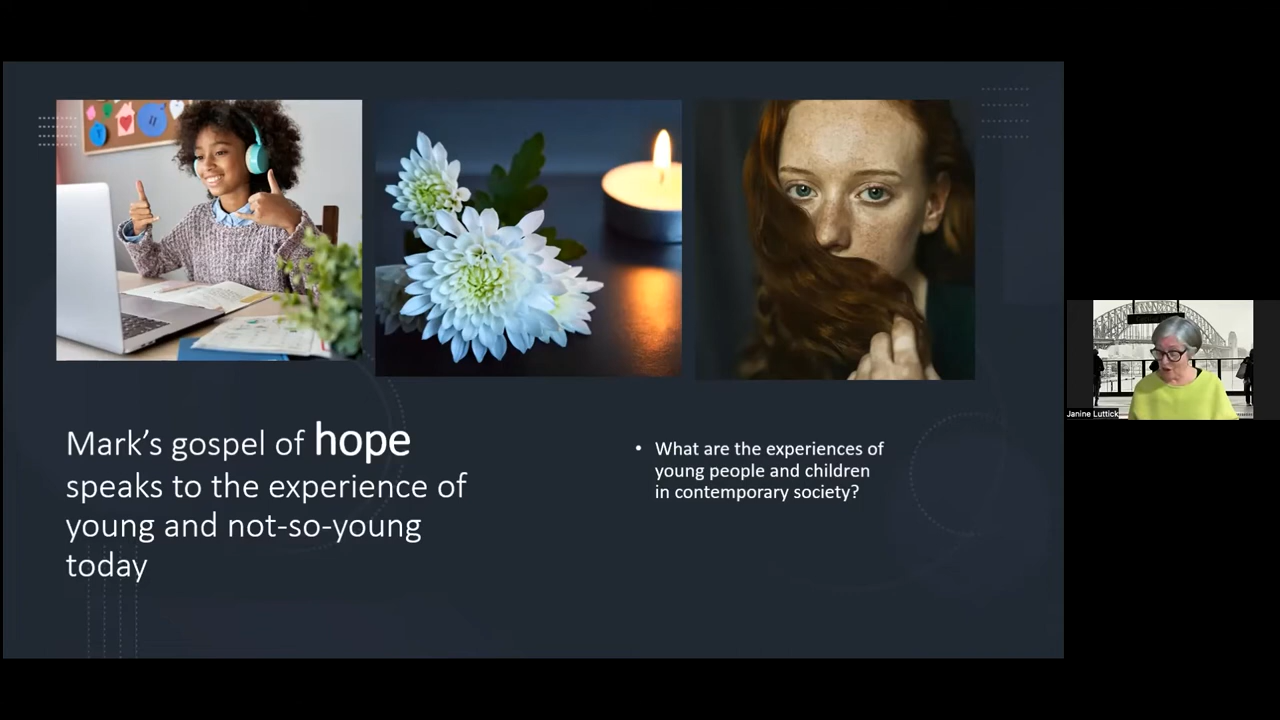 Mark's gospel of hope
speaks to the experience of
young and not-so-young
today
• What are the experiences of
young people and children
in contemporary society?
Janine Luttick